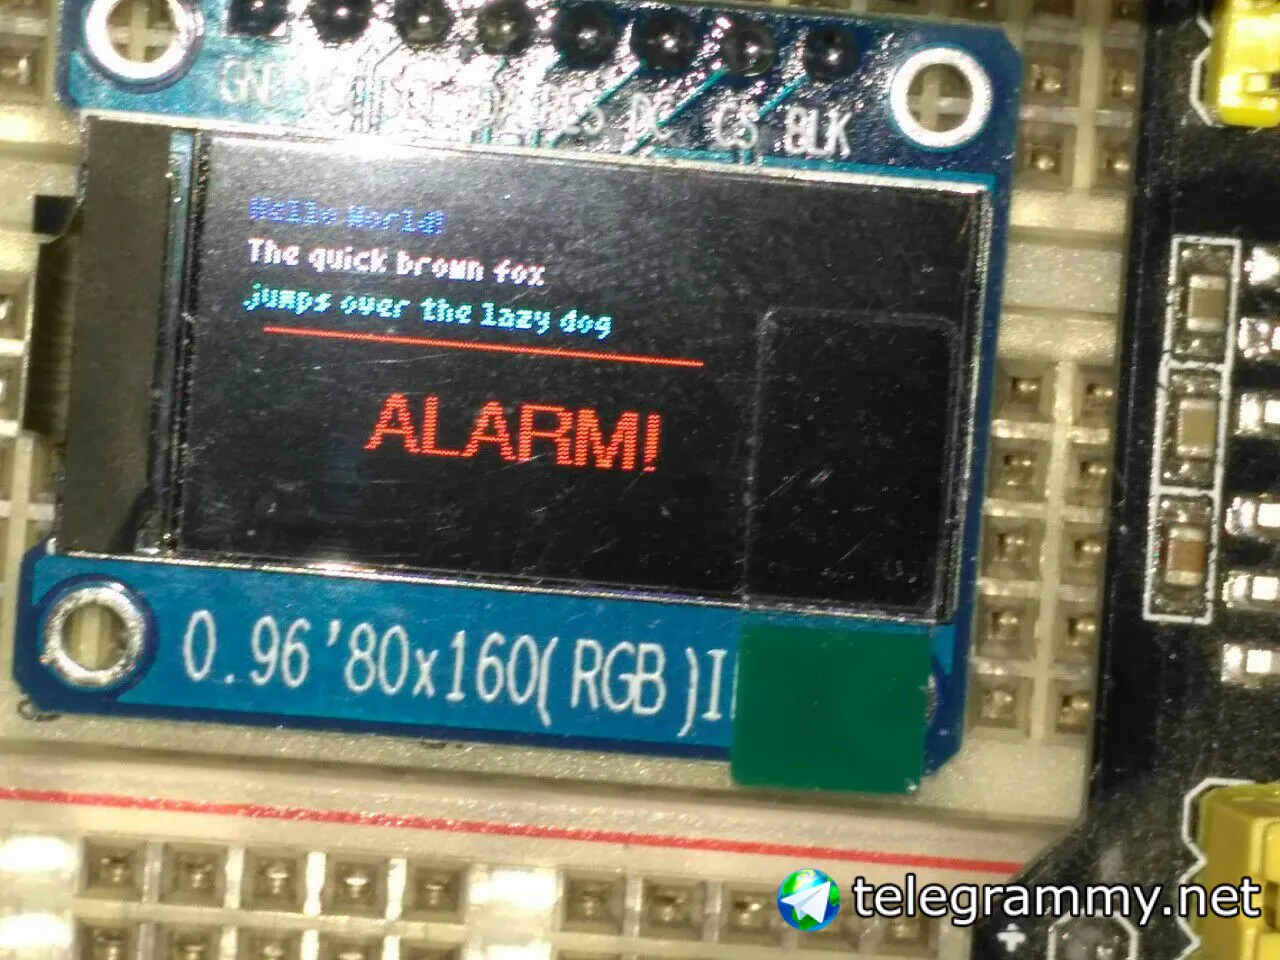 GND RES DC CS BLK
Hello World!
The quick brown fox
jumps over the lazy dog
ALARM!
0.96'80x160(RGB)I
telegrammy.net